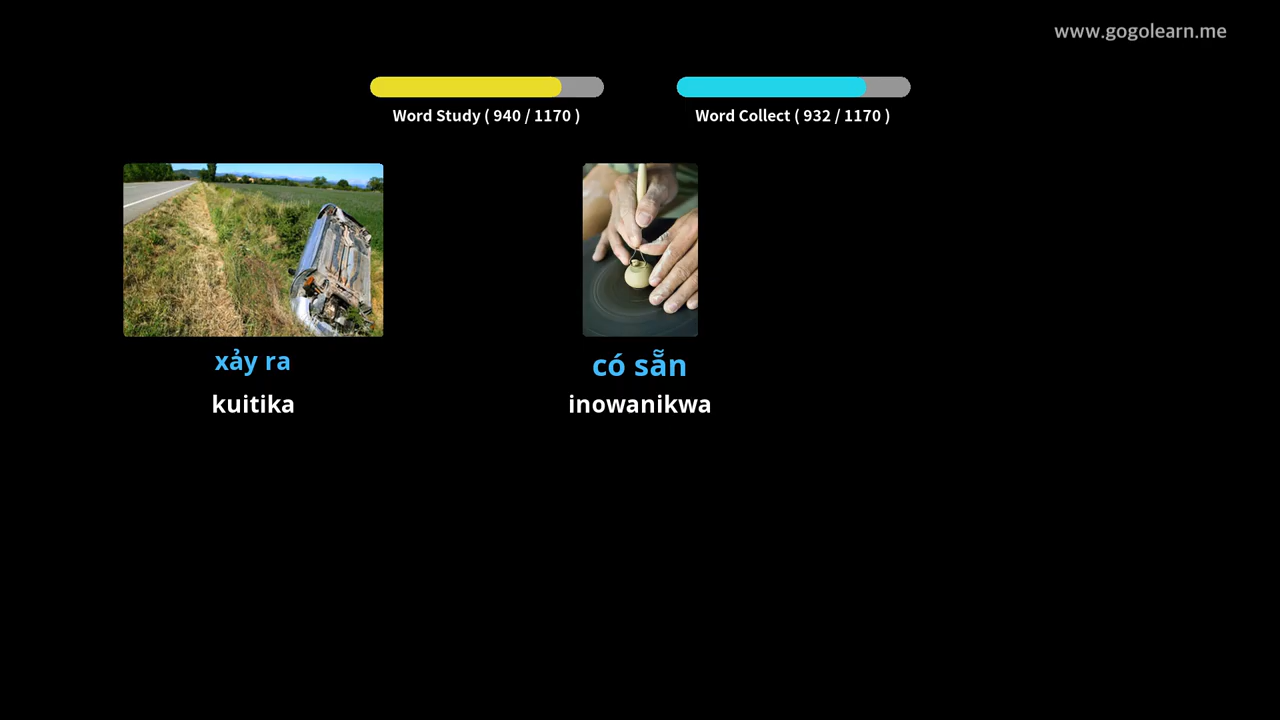 www.gogolearn.me
Word Study ( 940 / 1170 )
Word Collect ( 932 / 1170 )
xảy ra
kuitika
có sẵn
inowanikwa